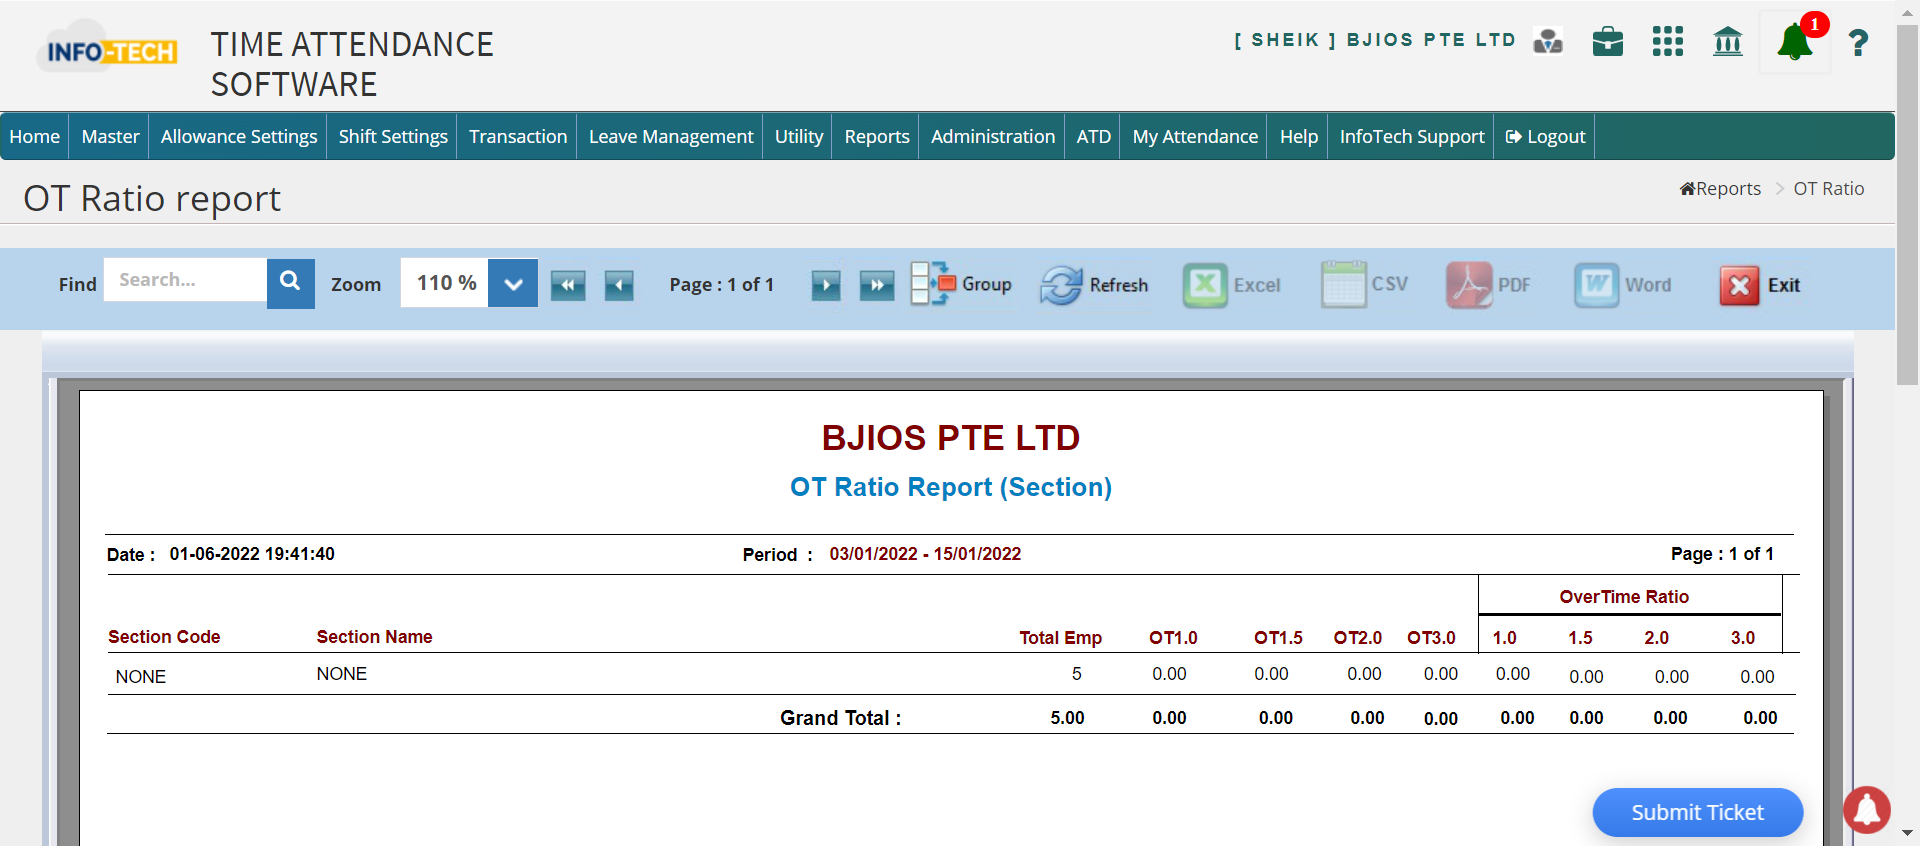 INFO-TECH
TIME ATTENDANCE
SOFTWARE
[ SHEIK ] BJIOS PTE LTD
1
?
Home Master Allowance Settings Shift Settings Transaction Leave Management Utility Reports Administration ATD My Attendance Help InfoTech Support Logout
OT Ratio report
Reports > OT Ratio
Find Search... Zoom 110 % Page : 1 of 1 Group Refresh Excel CSV PDF Word Exit
BJIOS PTE LTD
OT Ratio Report (Section)
Date : 01-06-2022 19:41:40 Period : 03/01/2022 - 15/01/2022 Page : 1 of 1
OverTime Ratio
Section Code Section Name Total Emp OT1.0 OT1.5 OT2.0 OT3.0 1.0 1.5 2.0 3.0
NONE NONE 5 0.00 0.00 0.00 0.00 0.00 0.00 0.00 0.00
Grand Total : 5.00 0.00 0.00 0.00 0.00 0.00 0.00 0.00 0.00
Submit Ticket